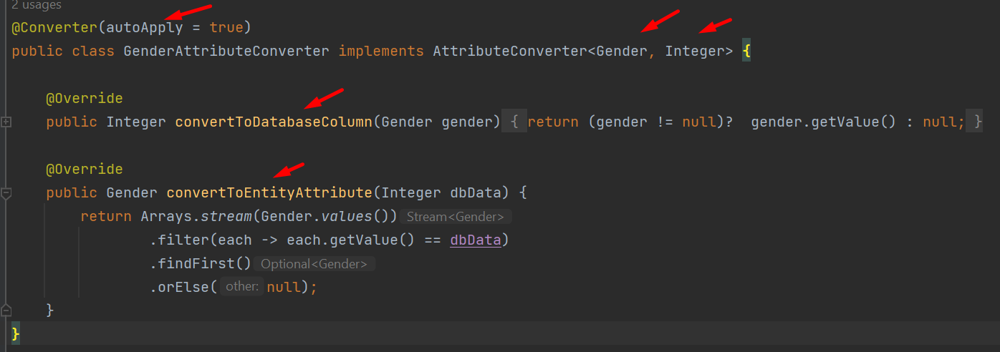 2 usages
@Converter(autoApply = true)
public class GenderAttributeConverter implements AttributeConverter<Gender, Integer> {
@Override
public Integer convertToDatabaseColumn(Gender gender) { return (gender != null)?  gender.getValue() : null; }
@Override
public Gender convertToEntityAttribute(Integer dbData) {
return Arrays.stream(Gender.values()) Stream<Gender>
.filter(each -> each.getValue() == dbData)
.findFirst() Optional<Gender>
.orElse( other: null);
}
}